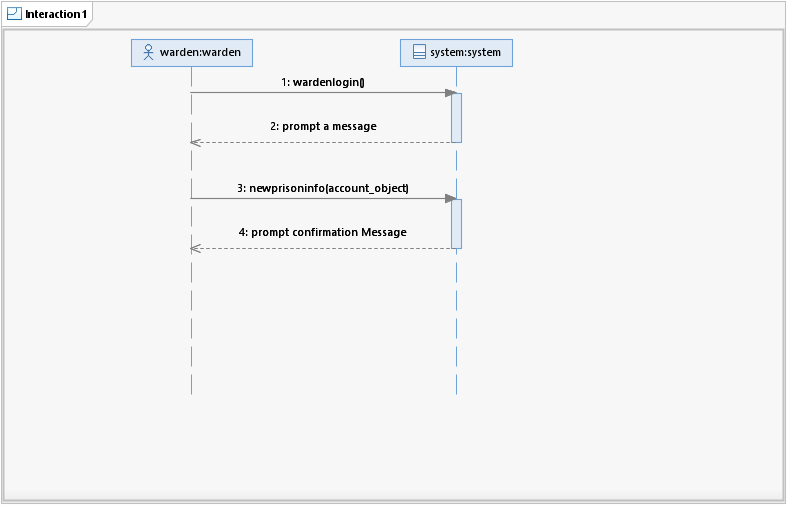 Interaction1
warden:warden
system:system
1: wardenlogin()
2: prompt a message
3: newprisoninfo(account_object)
4: prompt confirmation Message